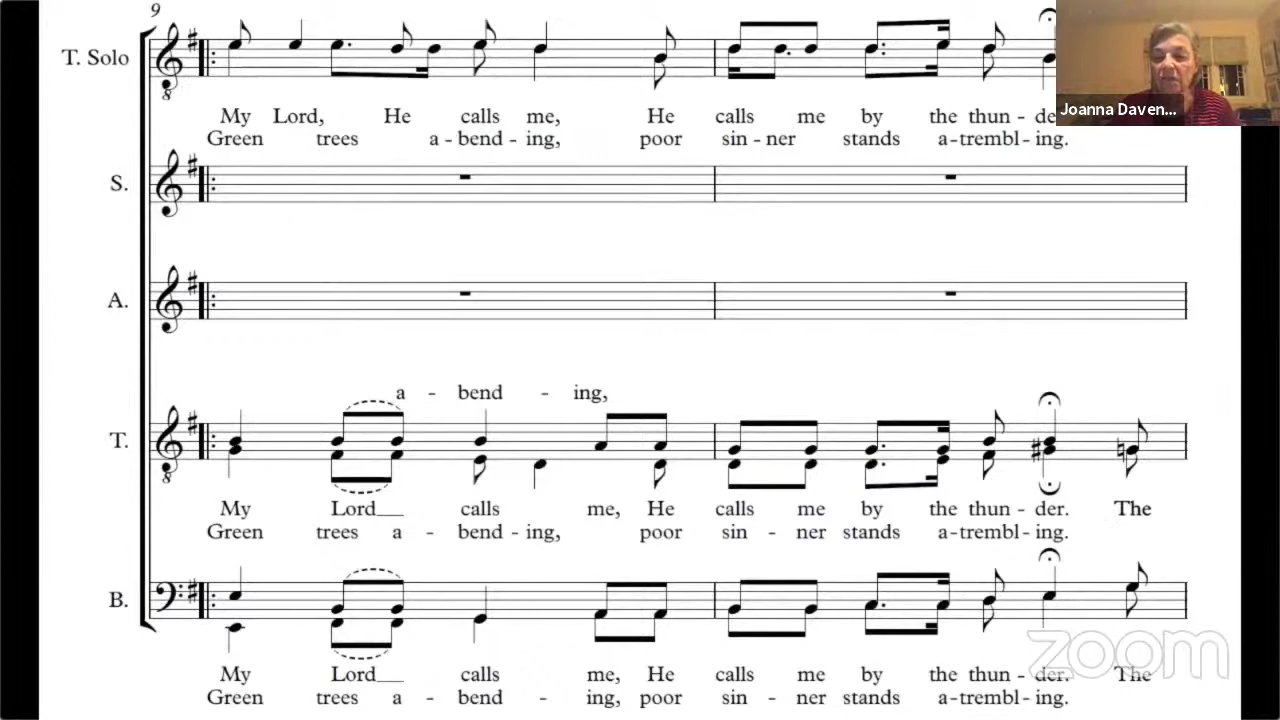 9
T. Solo
My Lord, He calls me, He calls me by the thun - de
Green trees a - bend - ing, poor sin - ner stands a - trembl - ing.
Joanna Daven...
S.
A.
a - bend - ing,
T.
My Lord__ calls me, He calls me by the thun - der. The
Green trees a - bend - ing, poor sin - ner stands a - trembl - ing.
B.
My Lord__ calls me, He calls me by the thun - der. The
Green trees a - bend - ing, poor sin - ner stands a - trembl - ing.
zoom